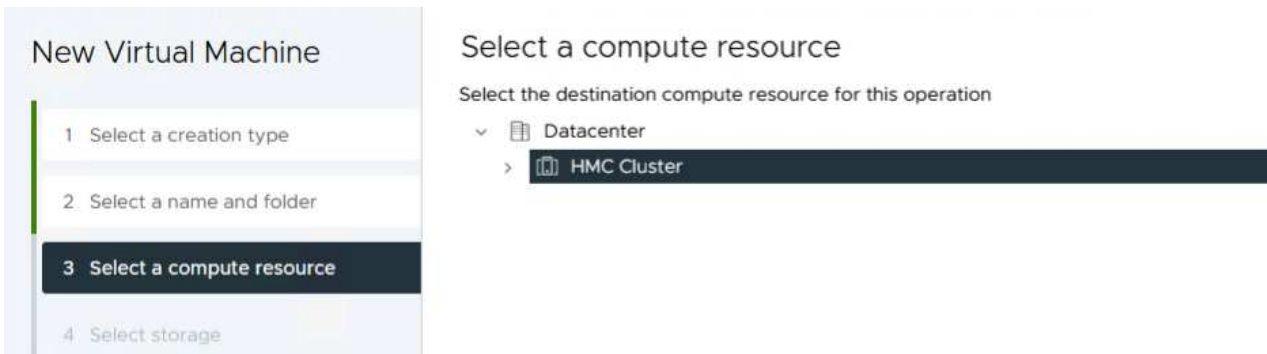 New Virtual Machine
1 Select a creation type
2 Select a name and folder
3 Select a compute resource
4 Select storage
Select a compute resource
Select the destination compute resource for this operation
Datacenter
HMC Cluster